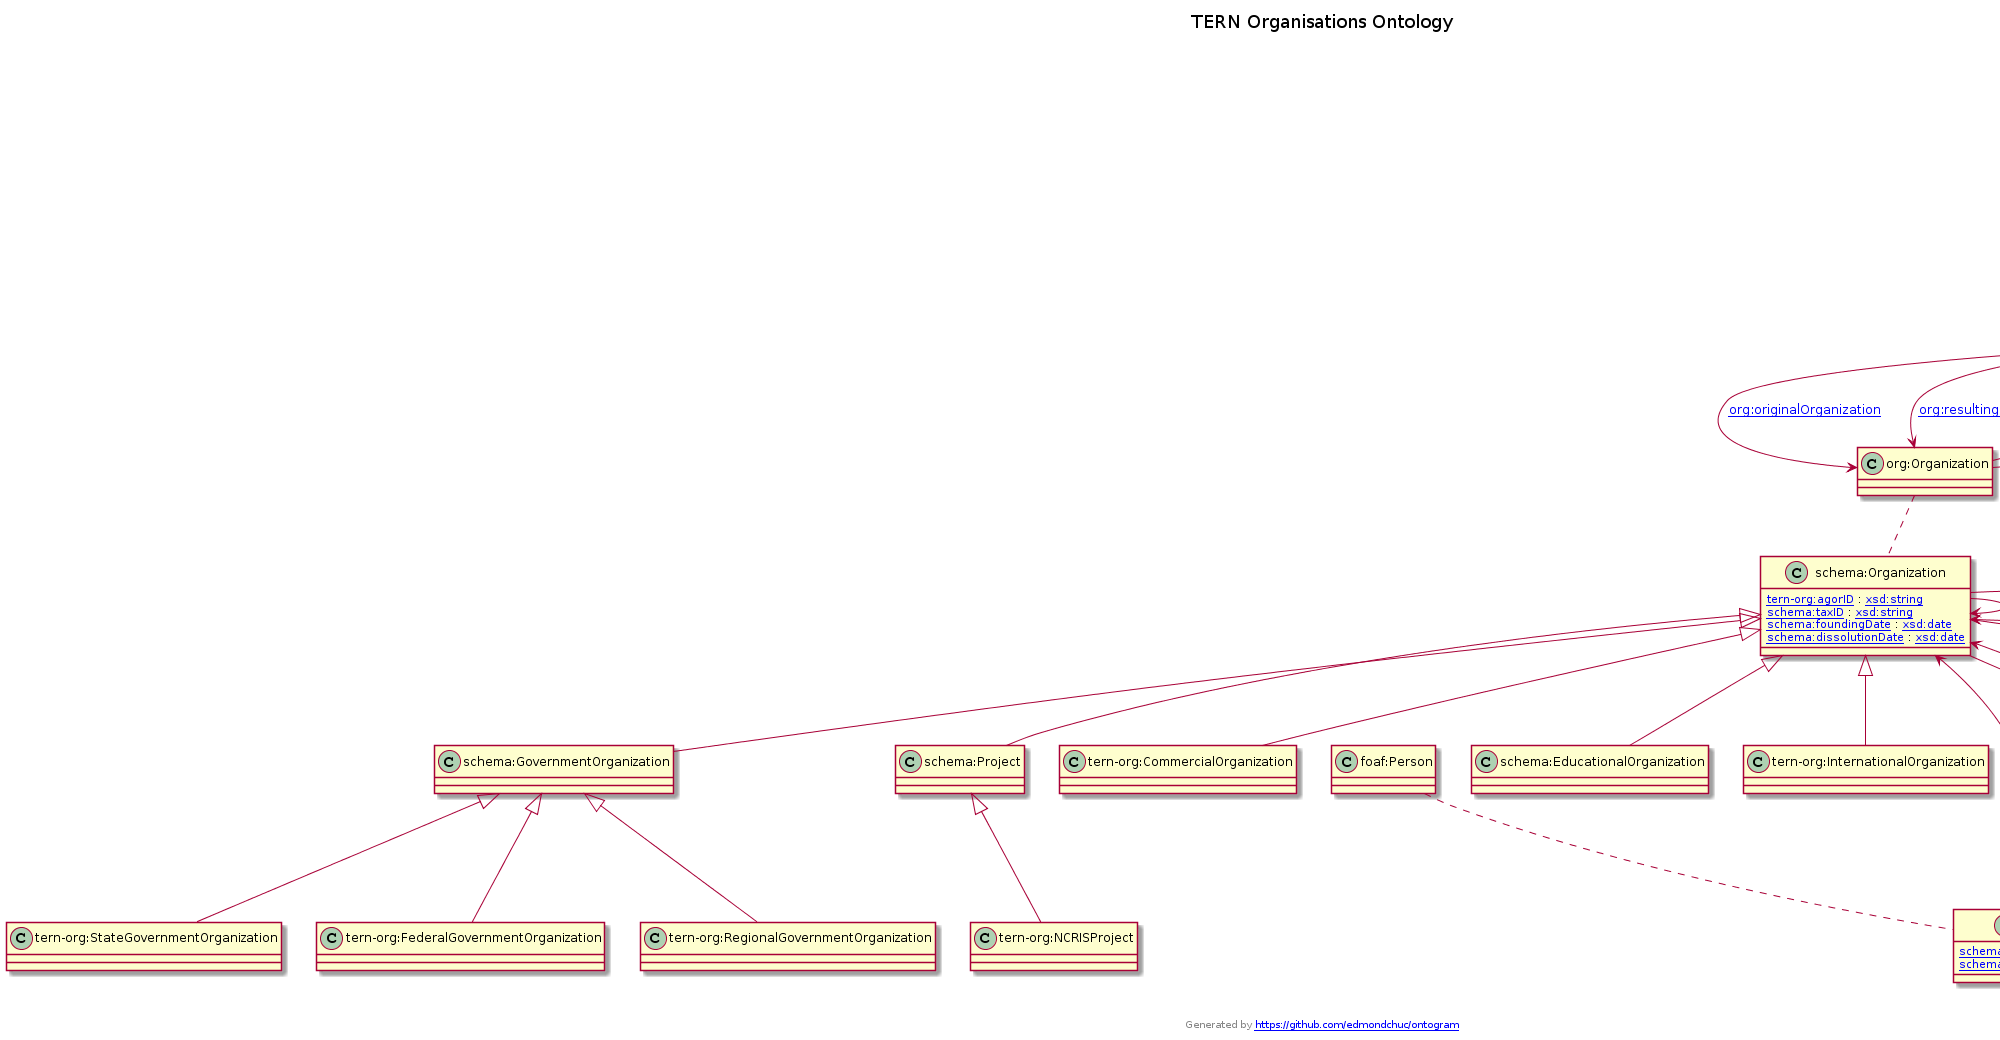 TERN Organisations Ontology
org:originalOrganization
org:resulting
C org:Organization
C schema:Organization
tern-org:agorID : xsd:string
schema:taxID : xsd:string
schema:foundingDate : xsd:date
schema:dissolutionDate : xsd:date
C schema:GovernmentOrganization
C schema:Project
C tern-org:CommercialOrganization
C foaf:Person
C schema:EducationalOrganization
C tern-org:InternationalOrganization
C tern-org:StateGovernmentOrganization
C tern-org:FederalGovernmentOrganization
C tern-org:RegionalGovernmentOrganization
C tern-org:NCRISProject
schema
schema
Generated by https://github.com/edmondchuc/ontogram